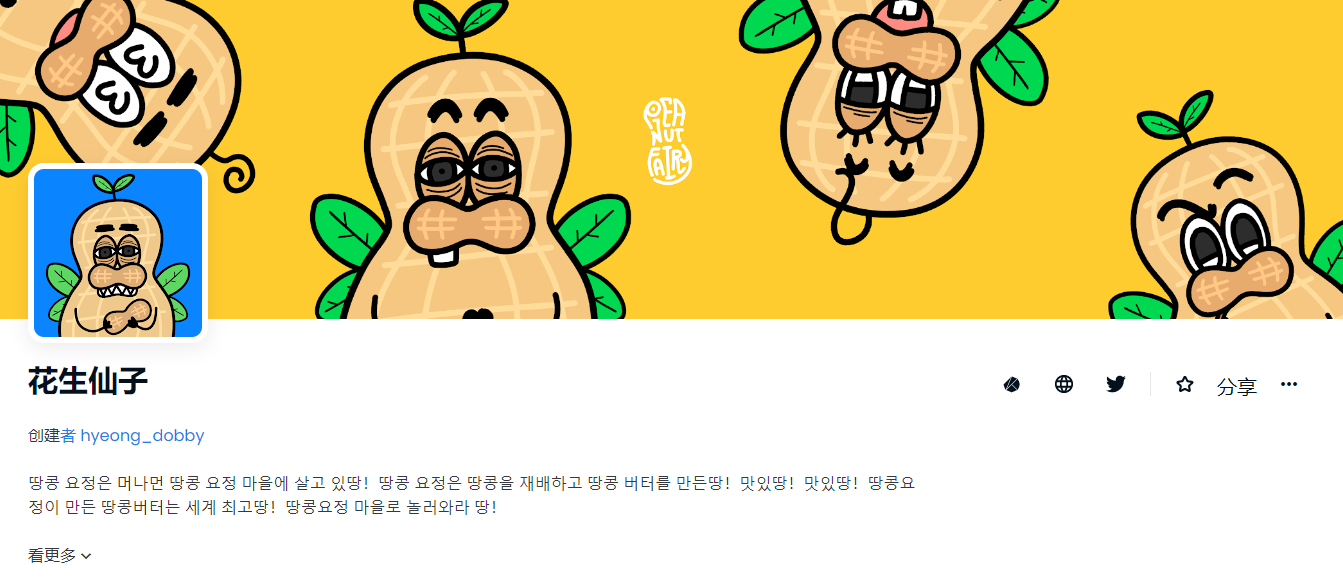 PEA
NUT
FAIRY
花生仙子
分享
创建者 hyeong_dobby
땅콩 요정은 머나먼 땅콩 요정 마을에 살고 있땅! 땅콩 요정은 땅콩을 재배하고 땅콩 버터를 만든땅! 맛있땅! 맛있땅! 땅콩요
정이 만든 땅콩버터는 세계 최고땅! 땅콩요정 마을로 놀러와라 땅!
看更多